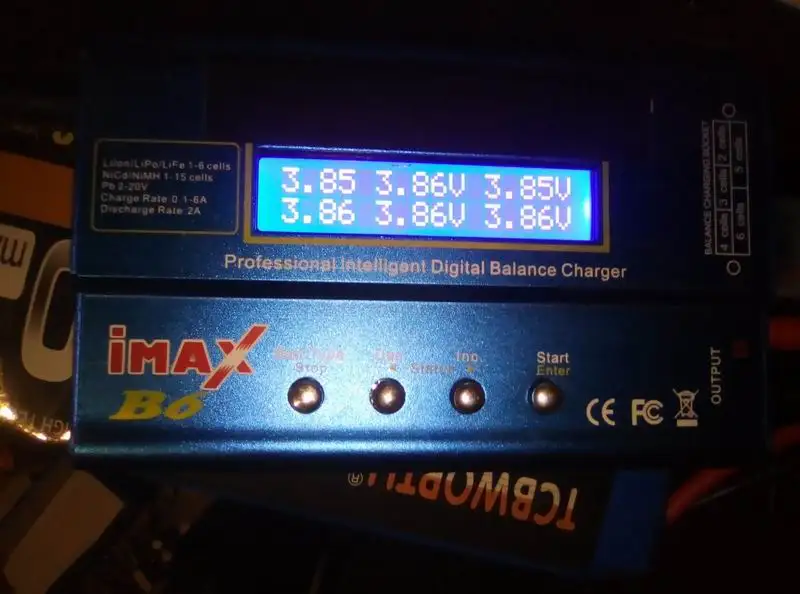 Liion/LiPo/LiFe 1-6 cells
NiCd/NiMH 1-15 cells
Pb 2-20V
Charge Rate 0.1-6A
Discharge Rate: 2A
3.85 3.86V 3.85V
3.86 3.86V 3.86V
BALANCE CHARGING SOCKET
2 cells
3 cells
4 cells
5 cells
6 cells
Professional Intelligent Digital Balance Charger
iMAX
B6
Stop
Status
Inc.
Start
Enter
CE FC
OUTPUT
TCBWORTH®